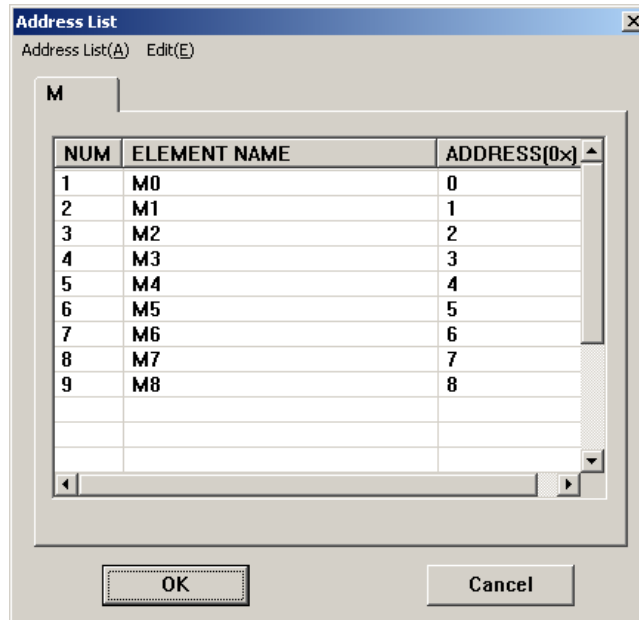 Address List
Address List(A) Edit(E)
M
NUM ELEMENT NAME ADDRESS(0x)
1 M0 0
2 M1 1
3 M2 2
4 M3 3
5 M4 4
6 M5 5
7 M6 6
8 M7 7
9 M8 8
OK Cancel